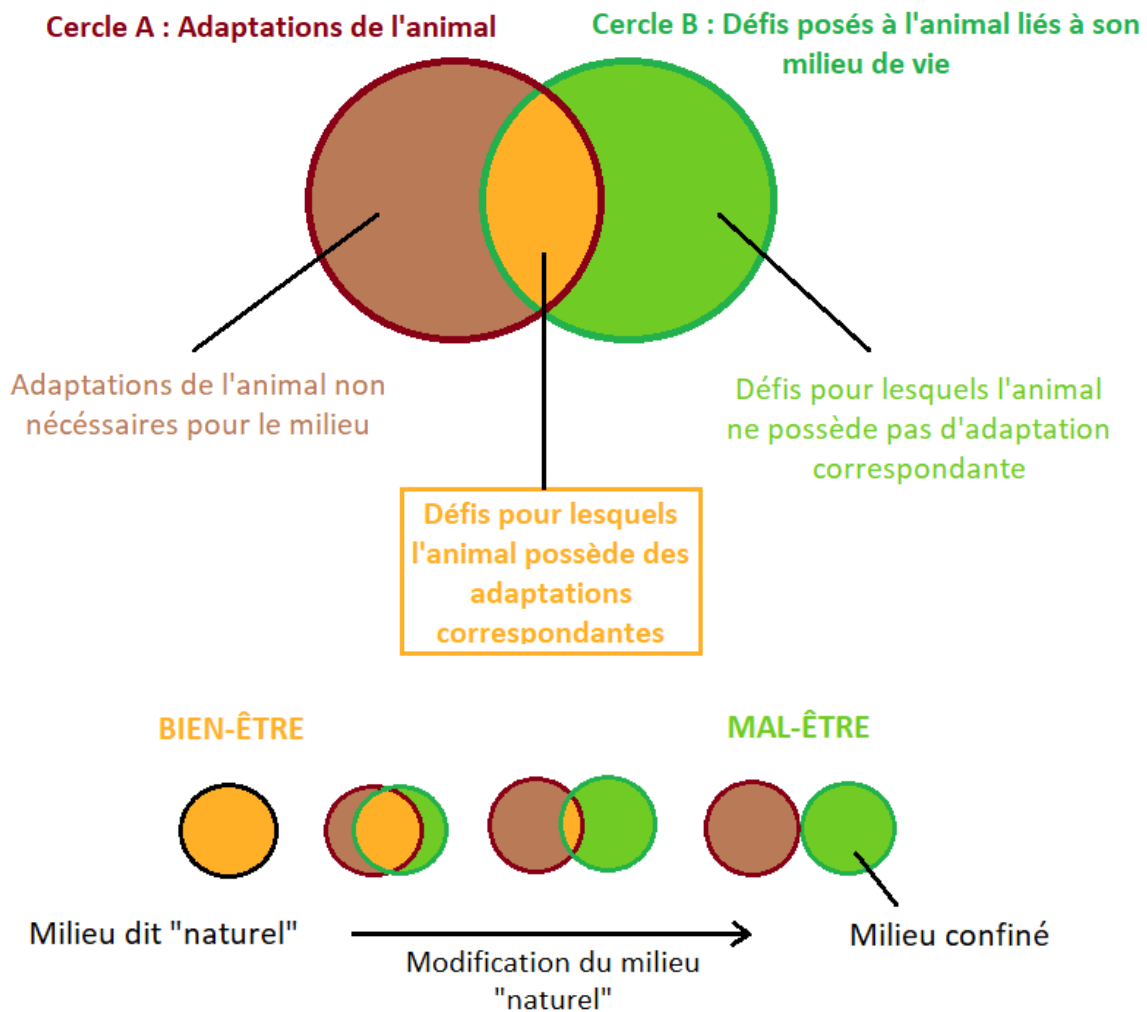 Cercle A : Adaptations de l'animal
Cercle B : Défis posés à l'animal liés à son
milieu de vie
Adaptations de l'animal non
nécéssaires pour le milieu
Défis pour lesquels l'animal
ne possède pas d'adaptation
correspondante
Défis pour lesquels
l'animal possède des
adaptations
correspondantes
BIEN-ÊTRE
MAL-ÊTRE
Milieu dit "naturel"
Modification du milieu
"naturel"
Milieu confiné